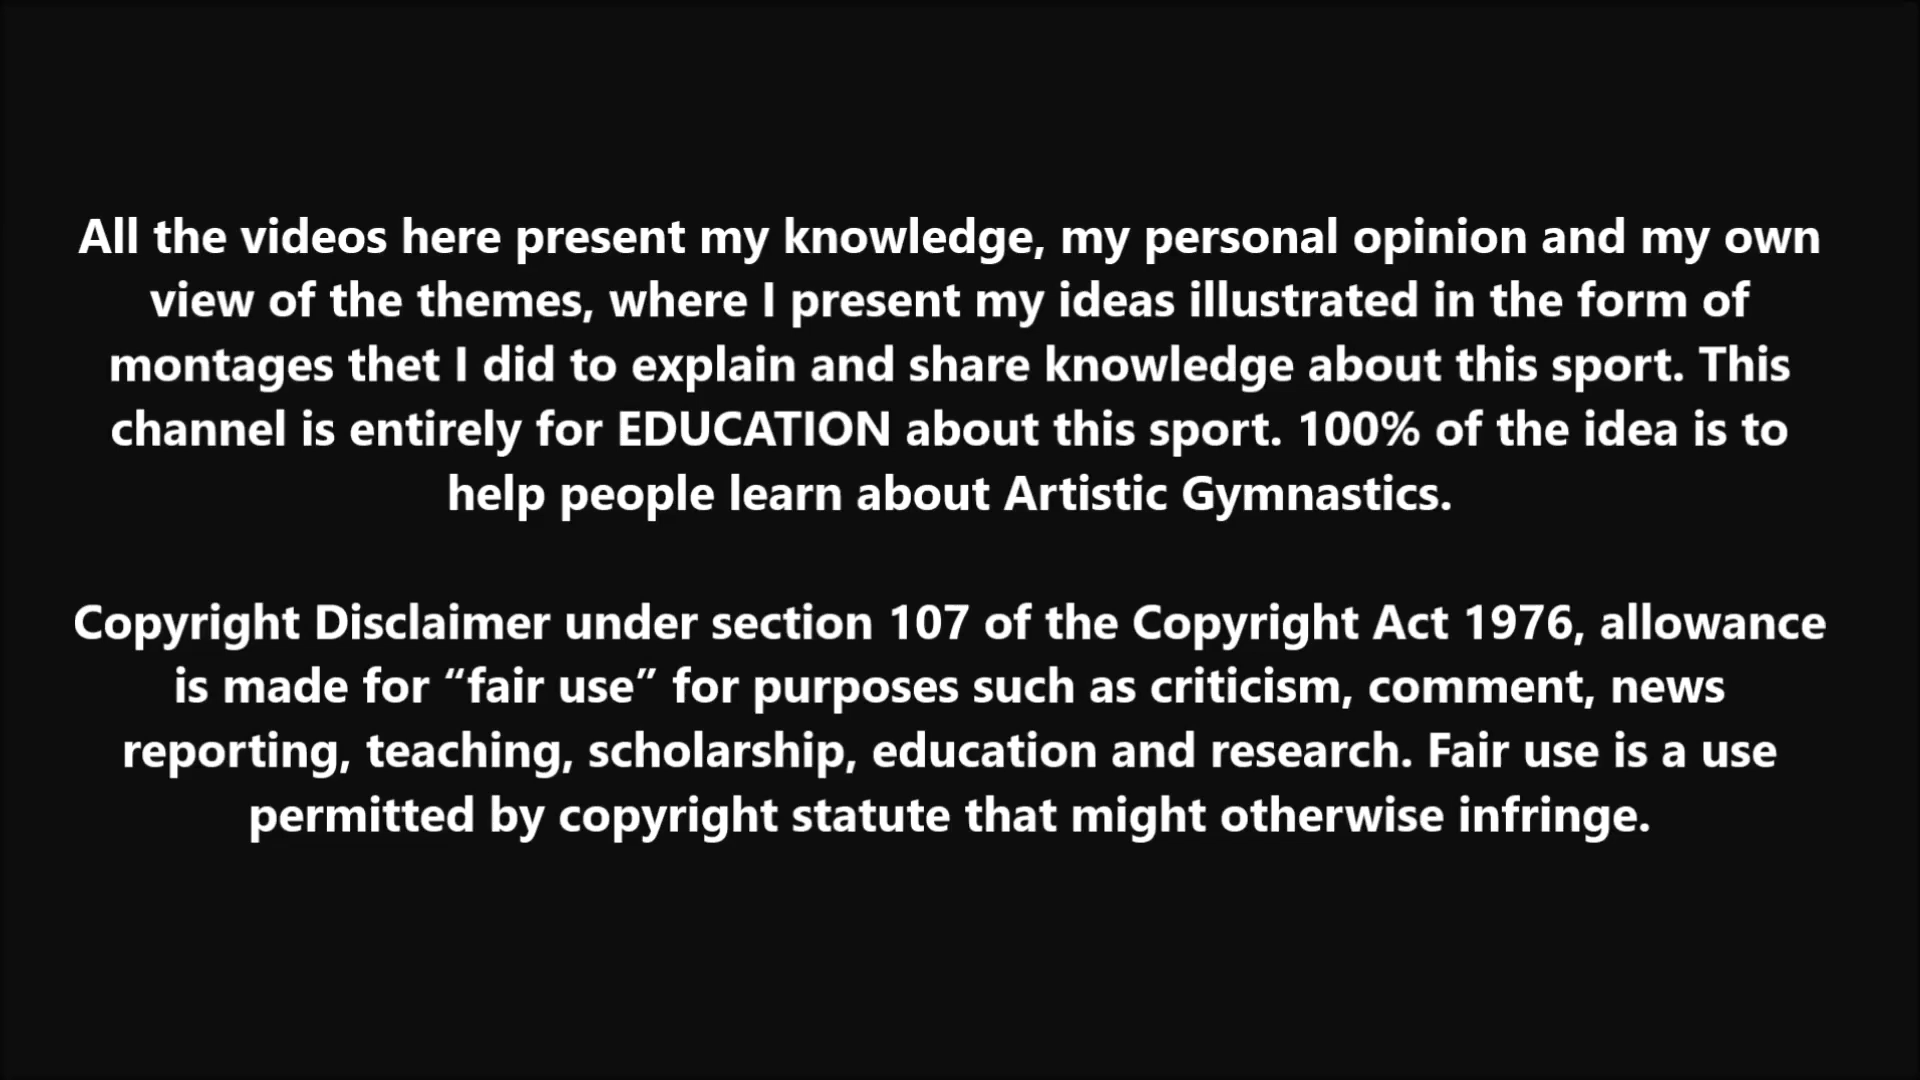 All the videos here present my knowledge, my personal opinion and my own
view of the themes, where I present my ideas illustrated in the form of
montages thet I did to explain and share knowledge about this sport. This
channel is entirely for EDUCATION about this sport. 100% of the idea is to
help people learn about Artistic Gymnastics.
Copyright Disclaimer under section 107 of the Copyright Act 1976, allowance
is made for “fair use” for purposes such as criticism, comment, news
reporting, teaching, scholarship, education and research. Fair use is a use
permitted by copyright statute that might otherwise infringe.